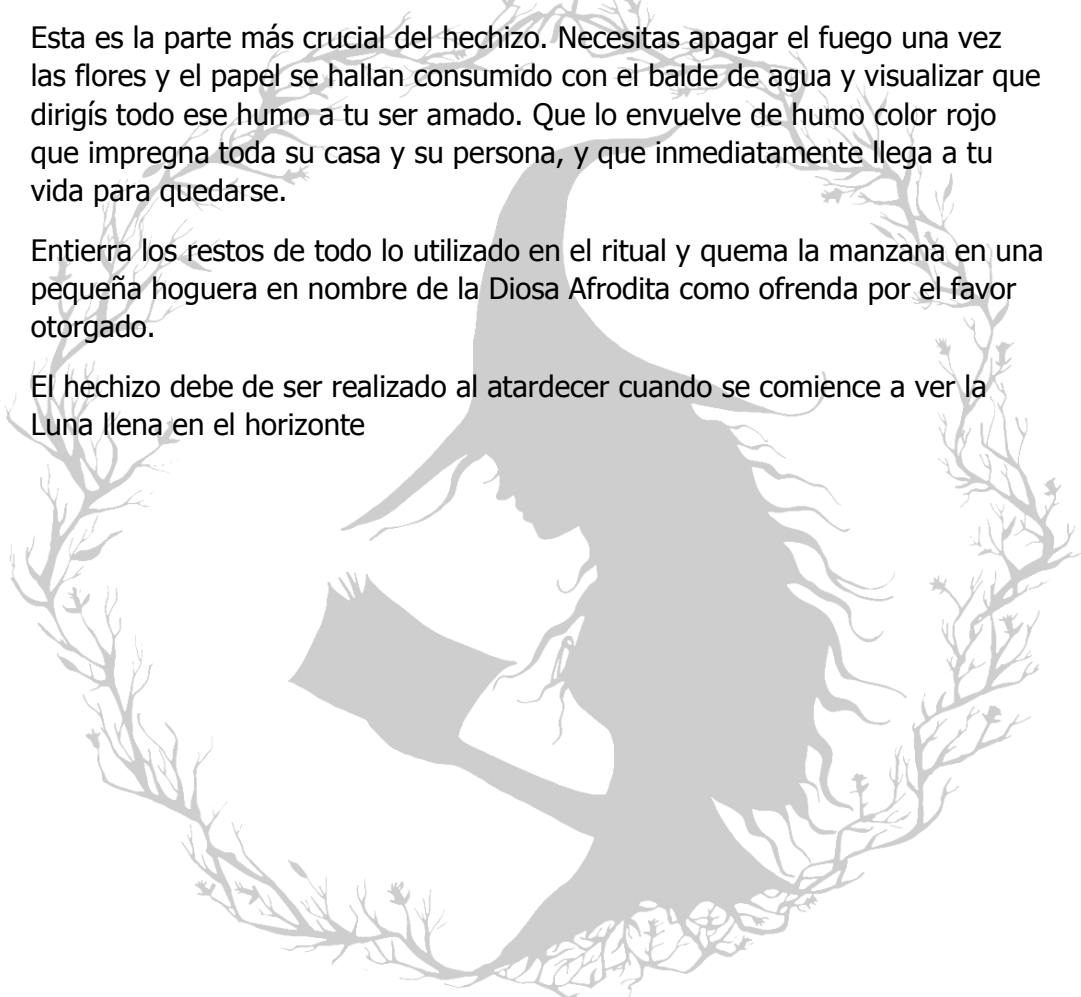 Esta es la parte más crucial del hechizo. Necesitas apagar el fuego una vez
las flores y el papel se hallan consumido con el balde de agua y visualizar que
dirigís todo ese humo a tu ser amado. Que lo envuelve de humo color rojo
que impregna toda su casa y su persona, y que inmediatamente llega a tu
vida para quedarse.
Entierra los restos de todo lo utilizado en el ritual y quema la manzana en una
pequeña hoguera en nombre de la Diosa Afrodita como ofrenda por el favor
otorgado.
El hechizo debe de ser realizado al atardecer cuando se comience a ver la
Luna llena en el horizonte